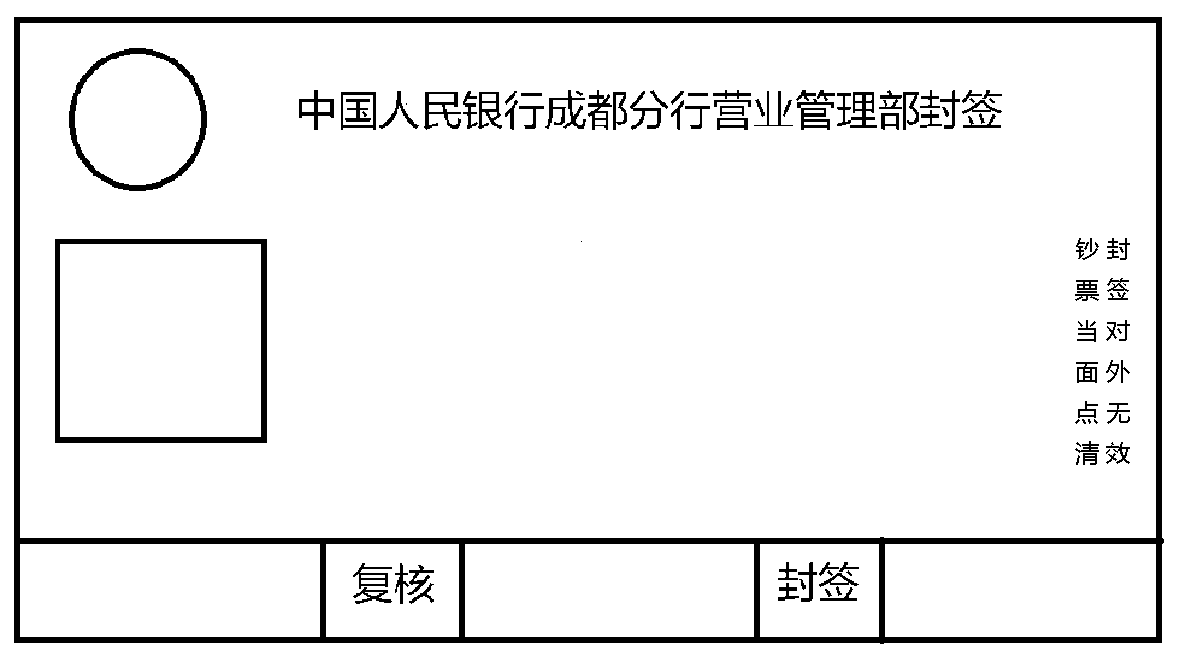 中国人民银行成都分行营业管理部封签
封签对外无效
钞票当面点清
复核
封签